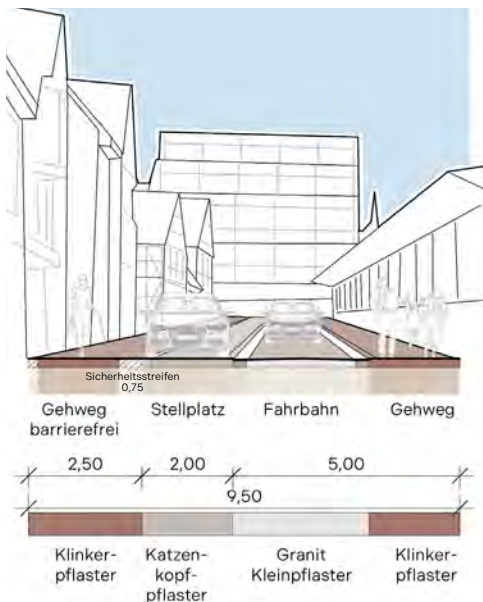 Sicherheitsstreifen
0,75
Gehweg barrierefrei
Stellplatz
Fahrbahn
Gehweg
2,50
2,00
5,00
9,50
Klinker-
pflaster
Katzen-
kopf-
pflaster
Granit
Kleinpflaster
Klinker-
pflaster